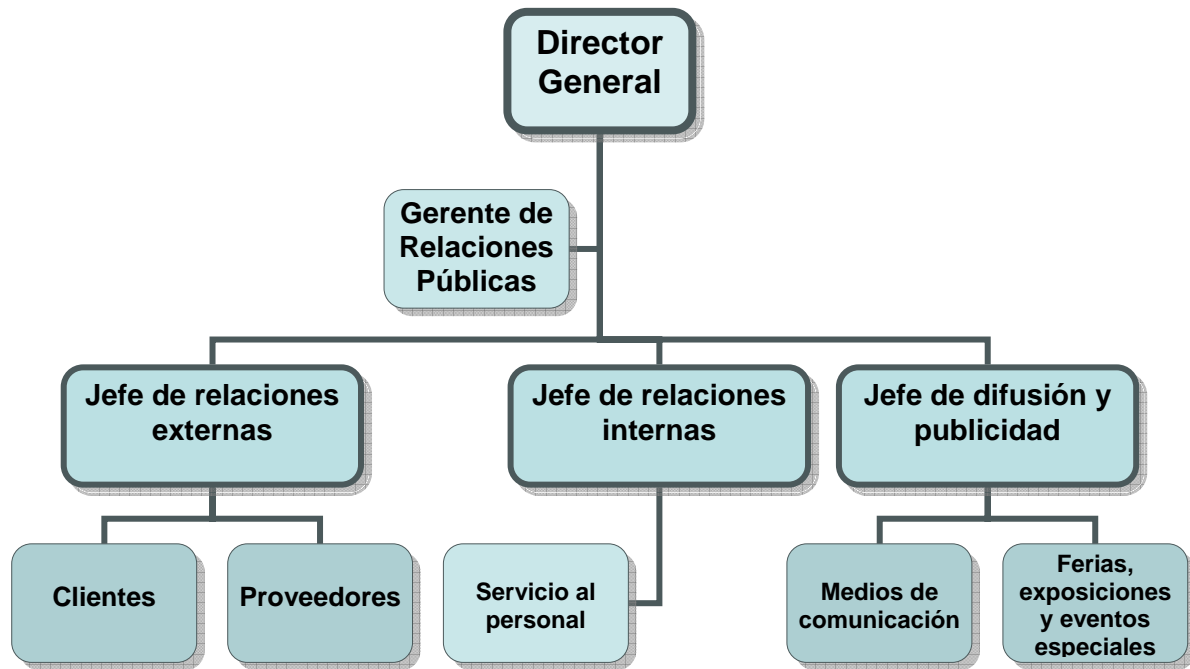 Director
General
Gerente de
Relaciones
Públicas
Jefe de relaciones
externas
Jefe de relaciones
internas
Jefe de difusión y
publicidad
Clientes
Proveedores
Servicio al
personal
Medios de
comunicación
Ferias,
exposiciones
y eventos
especiales